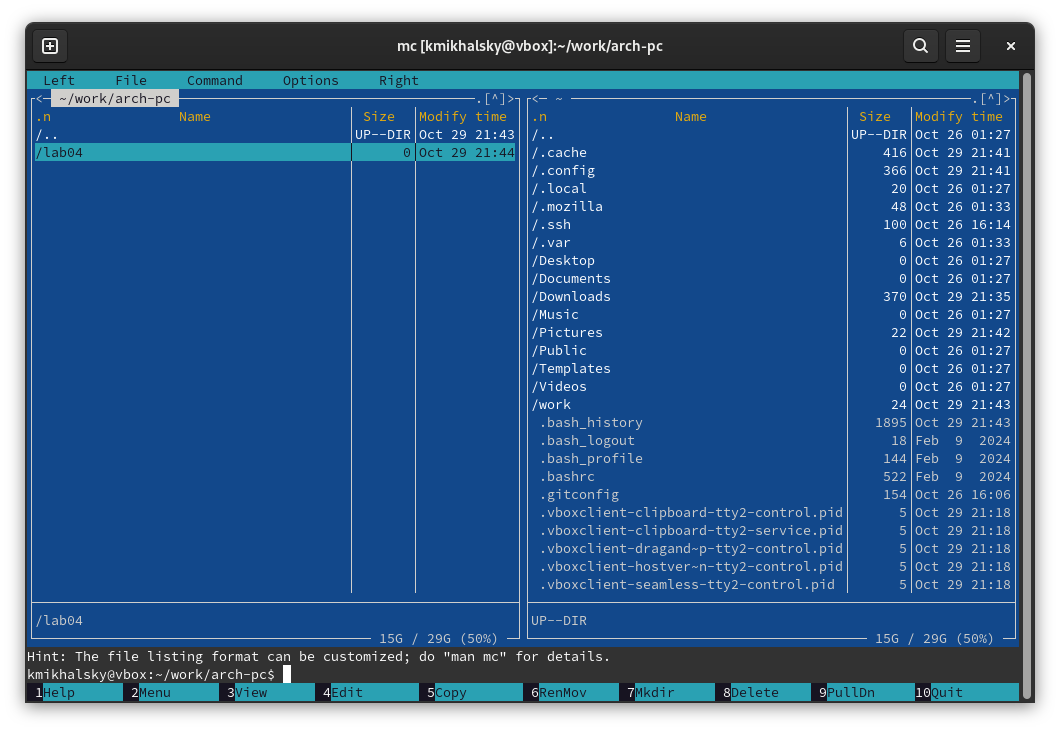 mc [kmikhalsky@vbox]:~/work/arch-pc
Left File Command Options Right
<─ ~/work/arch-pc .[^]>
.n Name Size Modify time
/.. UP--DIR Oct 29 21:43
/lab04 0 Oct 29 21:44
/lab04
15G / 29G (50%)
<─ ~ .[^]>
.n Name Size Modify time
/.. UP--DIR Oct 26 01:27
/.cache 416 Oct 29 21:41
/.config 366 Oct 29 21:41
/.local 20 Oct 26 01:27
/.mozilla 48 Oct 26 01:33
/.ssh 100 Oct 26 16:14
/.var 6 Oct 26 01:33
/Desktop 0 Oct 26 01:27
/Documents 0 Oct 26 01:27
/Downloads 370 Oct 29 21:35
/Music 0 Oct 26 01:27
/Pictures 22 Oct 29 21:42
/Public 0 Oct 26 01:27
/Templates 0 Oct 26 01:27
/Videos 0 Oct 26 01:27
/work 24 Oct 29 21:43
.bash_history 1895 Oct 29 21:43
.bash_logout 18 Feb 9 2024
.bash_profile 144 Feb 9 2024
.bashrc 522 Feb 9 2024
.gitconfig 154 Oct 26 16:06
.vboxclient-clipboard-tty2-control.pid 5 Oct 29 21:18
.vboxclient-clipboard-tty2-service.pid 5 Oct 29 21:18
.vboxclient-dragand~p-tty2-control.pid 5 Oct 29 21:18
.vboxclient-hostver~n-tty2-control.pid 5 Oct 29 21:18
.vboxclient-seamless-tty2-control.pid 5 Oct 29 21:18
UP--DIR
15G / 29G (50%)
Hint: The file listing format can be customized; do "man mc" for details.
kmikhalsky@vbox:~/work/arch-pc$
1Help 2Menu 3View 4Edit 5Copy 6RenMov 7Mkdir 8Delete 9PullDn 10Quit